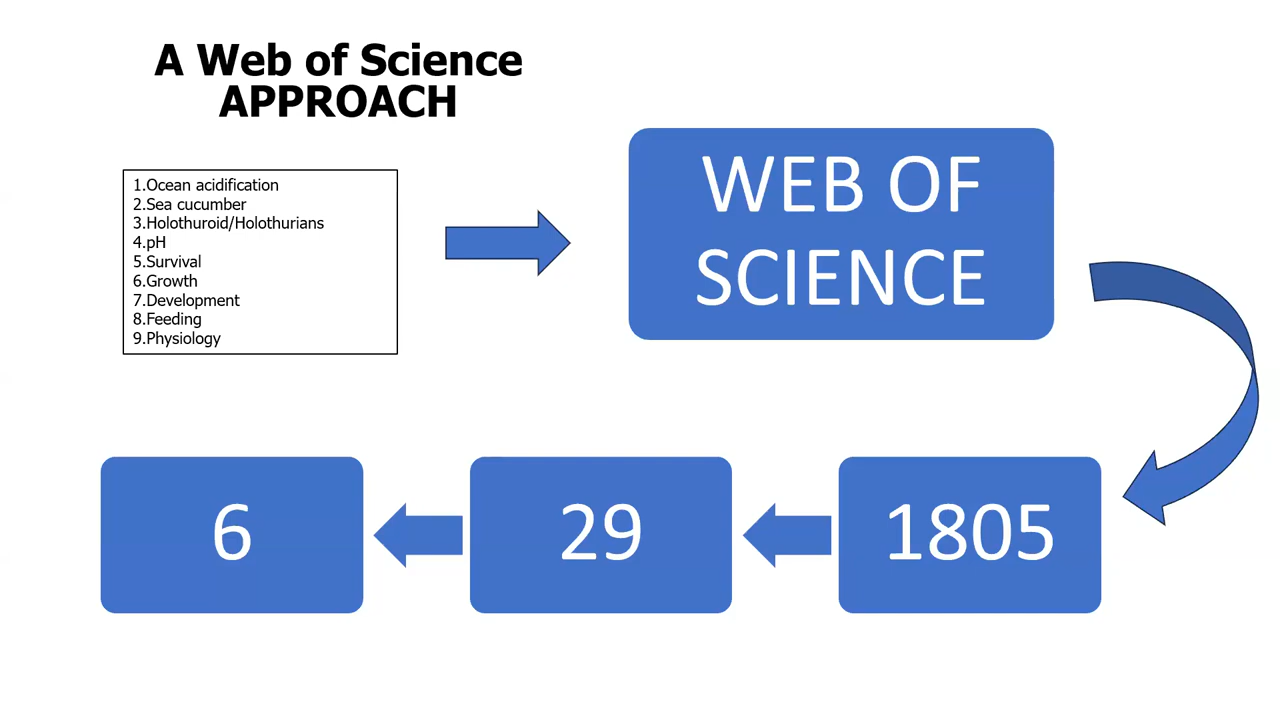 A Web of Science
APPROACH
1.Ocean acidification
2.Sea cucumber
3.Holothuroid/Holothurians
4.pH
5.Survival
6.Growth
7.Development
8.Feeding
9.Physiology
WEB OF
SCIENCE
6
29
1805